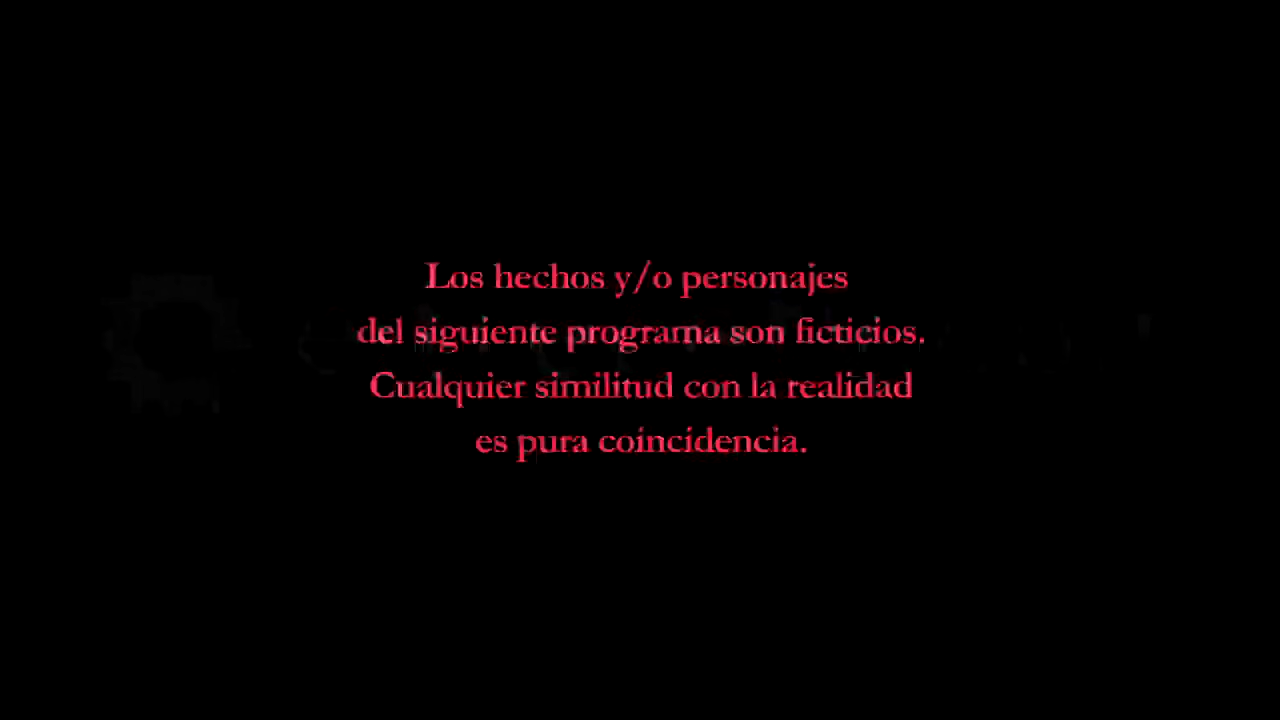 Los hechos y/o personajes
del siguiente programa son ficticios.
Cualquier similitud con la realidad
es pura coincidencia.